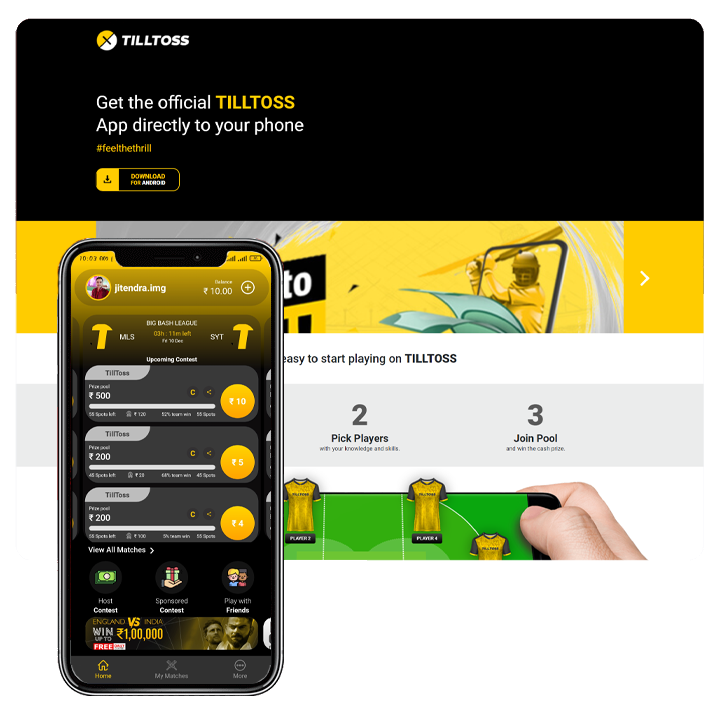 TILLTOSS
Get the official TILLTOSS
App directly to your phone
#feelthethrill
DOWNLOAD
FOR ANDROID
to
easy to start playing on TILLTOSS
2
Pick Players
with your knowledge and skills.
3
Join Pool
and win the cash prize.
TILLTOSS
PLAYER 3
TILLTOSS
PLAYER 4
TILLTOSS
jitendra.img
Balance
₹ 10.00
BIG BASH LEAGUE
MLS
03h : 11m left
SYT
Fri 10 Dec
Upcoming Contest
TillToss
Prize pool
₹ 500
C
₹ 10
55 Spots left
₹ 120
52% team win
55 Spots
TillToss
Prize pool
₹ 200
C
₹ 5
45 Spots left
₹ 25
68% team win
45 Spots
TillToss
Prize pool
₹ 200
C
₹ 4
55 Spots left
₹ 100
5% team win
55 Spots
View All Matches
Host
Contest
Sponsored
Contest
Play with
Friends
ENGLAND VS INDIA
WIN
UP TO
₹1,00,000
FREE
Home
My Matches
More